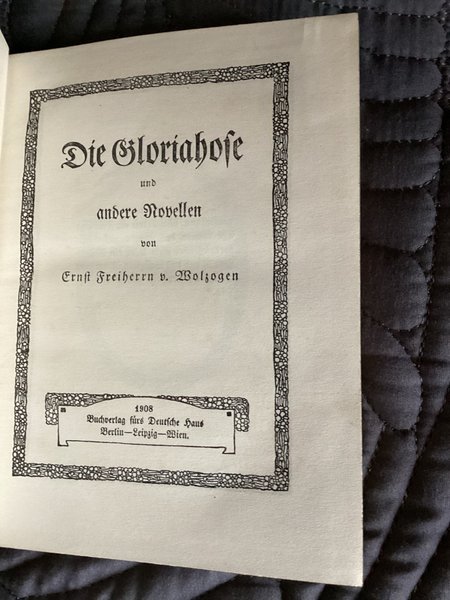 Die Gloriahose
und
andere Novellen
von
Ernst Freiherrn v. Wolzogen
1908
Buchverlag fürs Deutsche Haus
Berlin—Leipzig—Wien.